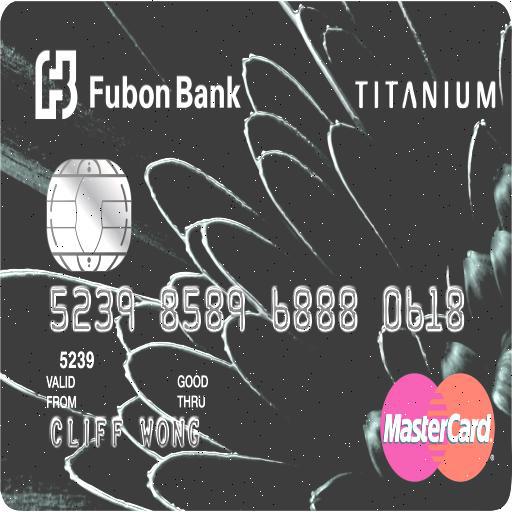 Fubon Bank TITANIUM
5239 8589 6888 0618
5239
VALID GOOD
FROM THRU
CLIFF WONG
MasterCard